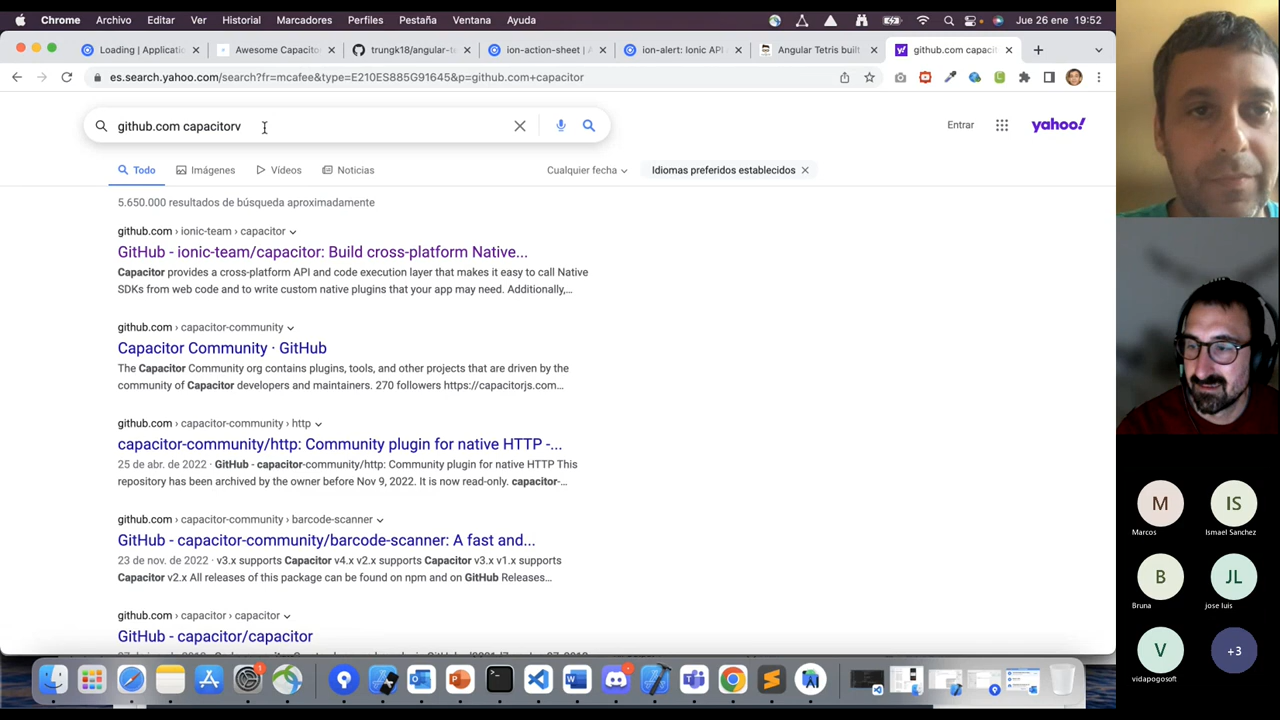 Chrome Archivo Editar Ver Historial Marcadores Perfiles Pestaña Ventana Ayuda Jue 26 ene 19:52
Loading | Applicatio Awesome Capacito trungk18/angular-te ion-action-sheet | A ion-alert: Ionic API Angular Tetris built github.com capaci
es.search.yahoo.com/search?fr=mcafee&type=E210ES885G91645&p=github.com+capacitor
github.com capacitorv
Entrar yahoo!
Todo Imágenes Vídeos Noticias Cualquier fecha Idiomas preferidos establecidos
5.650.000 resultados de búsqueda aproximadamente
github.com › ionic-team › capacitor
GitHub - ionic-team/capacitor: Build cross-platform Native...
Capacitor provides a cross-platform API and code execution layer that makes it easy to call Native
SDKs from web code and to write custom native plugins that your app may need. Additionally,...
github.com › capacitor-community
Capacitor Community · GitHub
The Capacitor Community org contains plugins, tools, and other projects that are driven by the
community of Capacitor developers and maintainers. 270 followers https://capacitorjs.com...
github.com › capacitor-community › http
capacitor-community/http: Community plugin for native HTTP -...
25 de abr. de 2022 · GitHub - capacitor-community/http: Community plugin for native HTTP This
repository has been archived by the owner before Nov 9, 2022. It is now read-only. capacitor-...
github.com › capacitor-community › barcode-scanner
GitHub - capacitor-community/barcode-scanner: A fast and...
23 de nov. de 2022 · v3.x supports Capacitor v4.x v2.x supports Capacitor v3.x v1.x supports
Capacitor v2.x All releases of this package can be found on npm and on GitHub Releases...
github.com › capacitor › capacitor
GitHub - capacitor/capacitor
M IS
Marcos Ismael Sanchez
B JL
Bruna jose luis
V +3
vidapogosoft